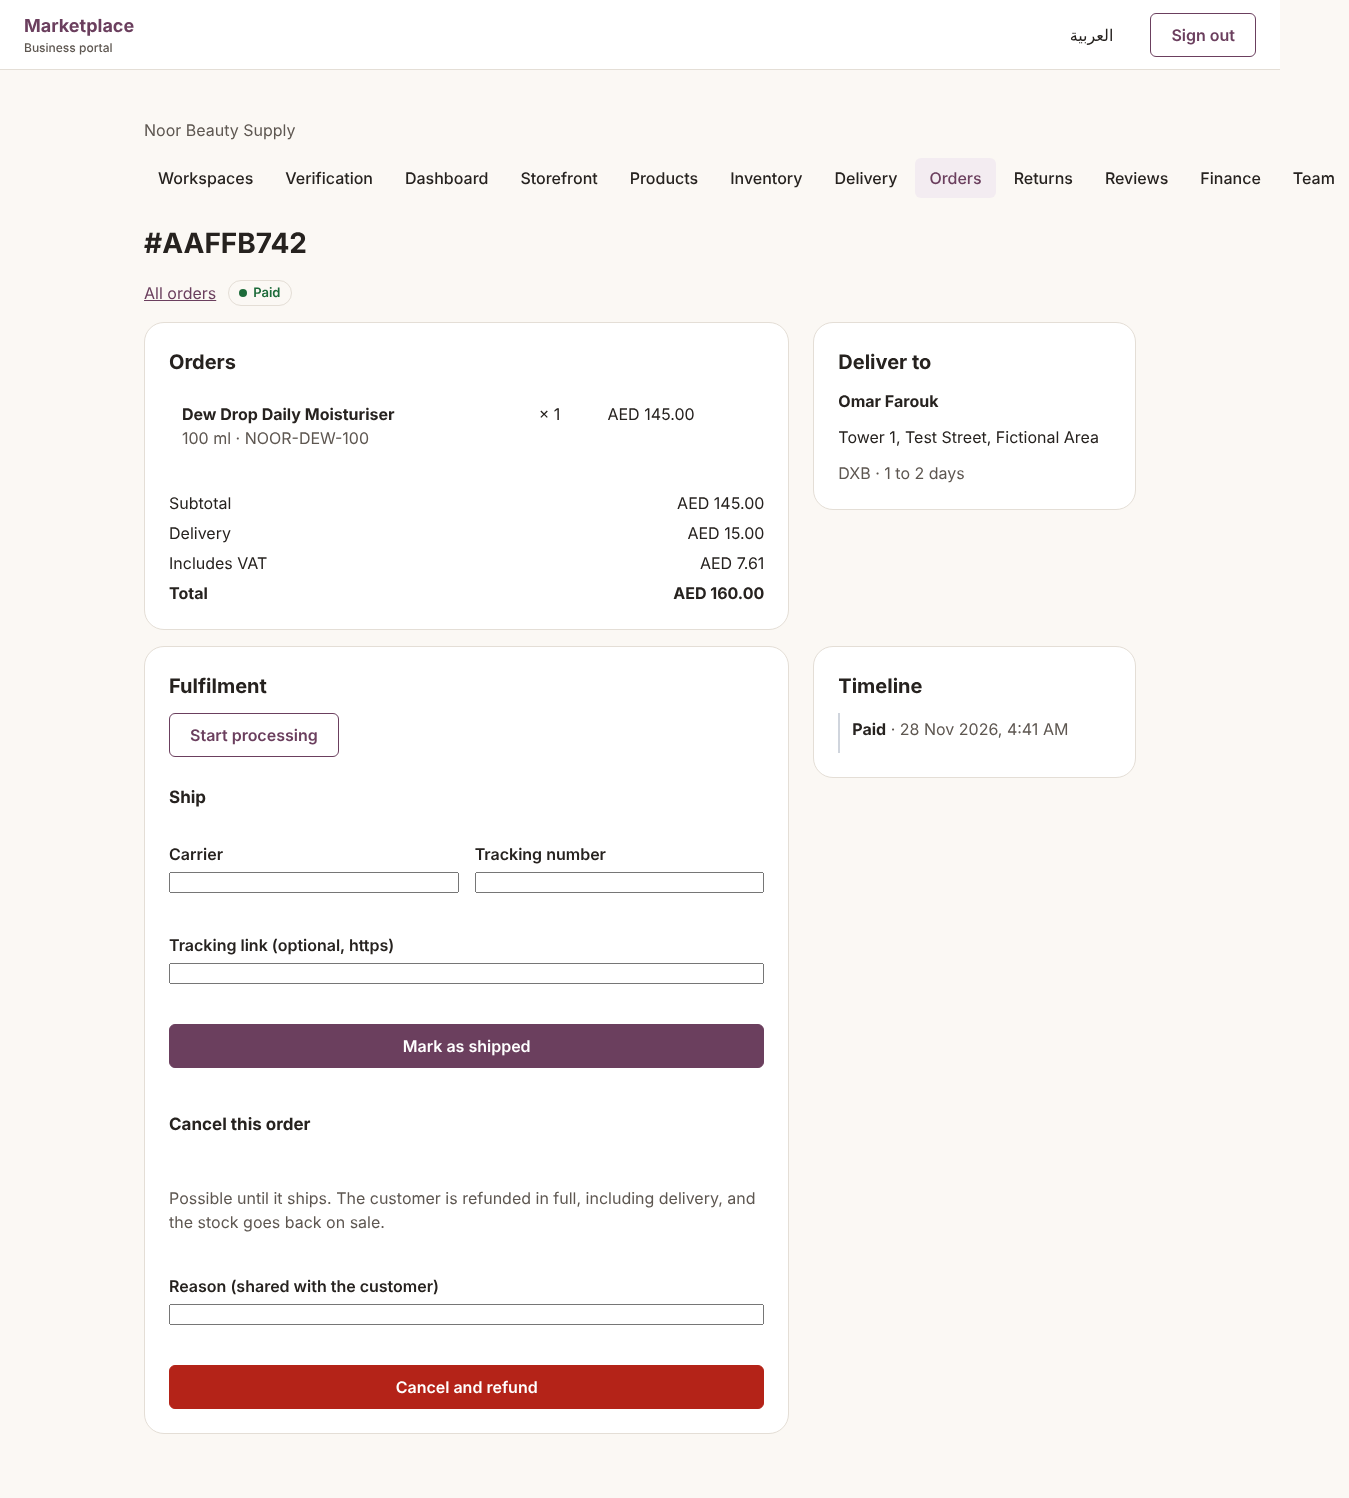 Marketplace
Business portal
العربية
Sign out
Noor Beauty Supply
Workspaces Verification Dashboard Storefront Products Inventory Delivery Orders Returns Reviews Finance Team
#AAFFB742
All orders
Paid
Orders
Dew Drop Daily Moisturiser × 1 AED 145.00
100 ml · NOOR-DEW-100
Subtotal AED 145.00
Delivery AED 15.00
Includes VAT AED 7.61
Total AED 160.00
Deliver to
Omar Farouk
Tower 1, Test Street, Fictional Area
DXB · 1 to 2 days
Fulfilment
Start processing
Ship
Carrier Tracking number
Tracking link (optional, https)
Mark as shipped
Cancel this order
Possible until it ships. The customer is refunded in full, including delivery, and
the stock goes back on sale.
Reason (shared with the customer)
Cancel and refund
Timeline
Paid · 28 Nov 2026, 4:41 AM